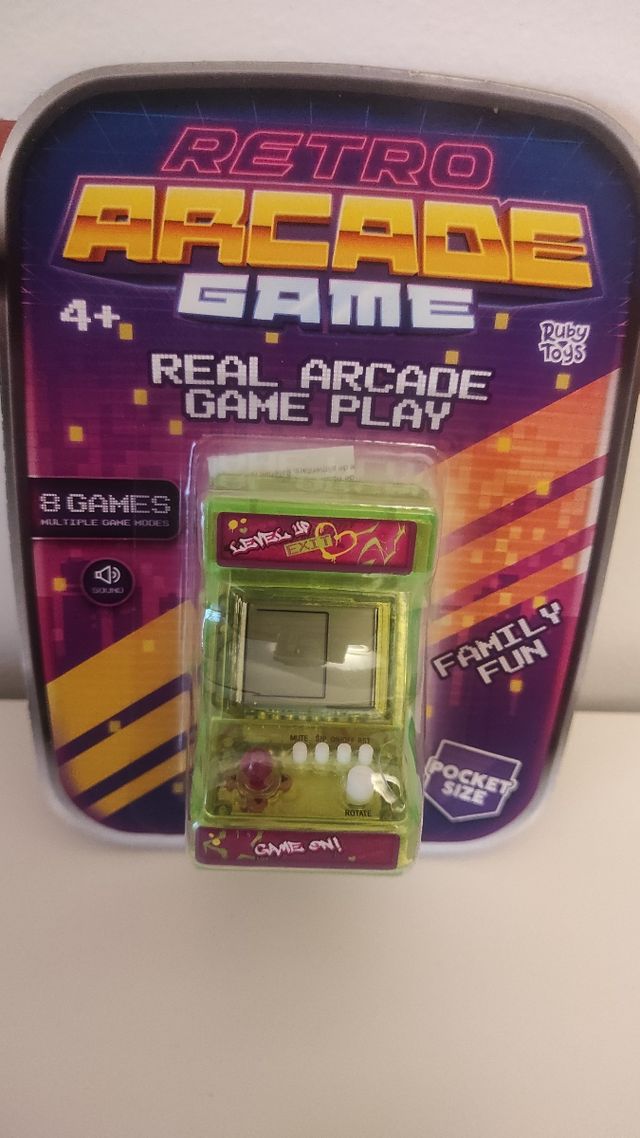 RETRO
ARCADE
GAME
4+
Ruby
Toys
REAL ARCADE
GAME PLAY
8 GAMES
MULTIPLE GAME MODES
SOUND
LEVEL UP
EXIT
FAMILY
FUN
MUTE S/P ON/OFF RST
ROTATE
POCKET
SIZE
GAME ON!